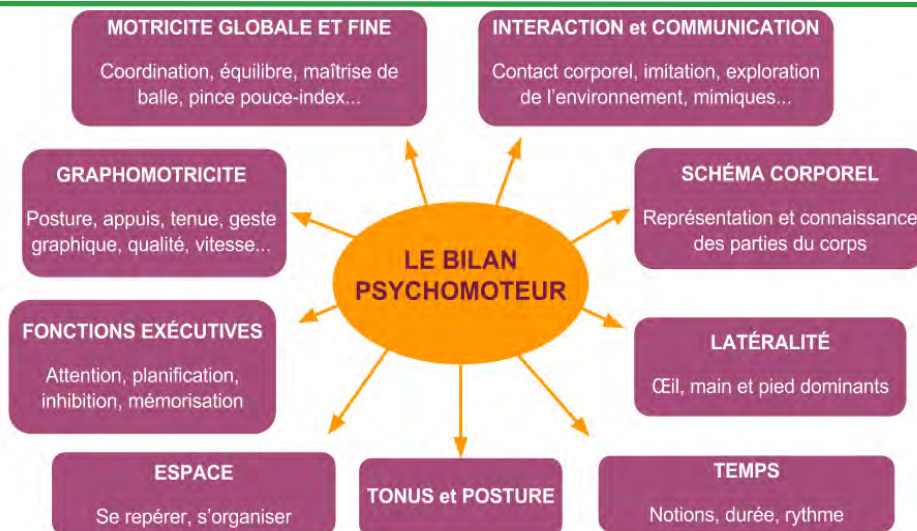 MOTRICITE GLOBALE ET FINE
Coordination, équilibre, maîtrise de
balle, pince pouce-index...
INTERACTION et COMMUNICATION
Contact corporel, imitation, exploration
de l'environnement, mimiques...
GRAPHOMOTRICITE
Posture, appuis, tenue, geste
graphique, qualité, vitesse...
SCHÉMA CORPOREL
Représentation et connaissance
des parties du corps
LE BILAN
PSYCHOMOTEUR
FONCTIONS EXÉCUTIVES
Attention, planification,
inhibition, mémorisation
LATÉRALITÉ
Œil, main et pied dominants
ESPACE
Se repérer, s'organiser
TONUS et POSTURE
TEMPS
Notions, durée, rythme